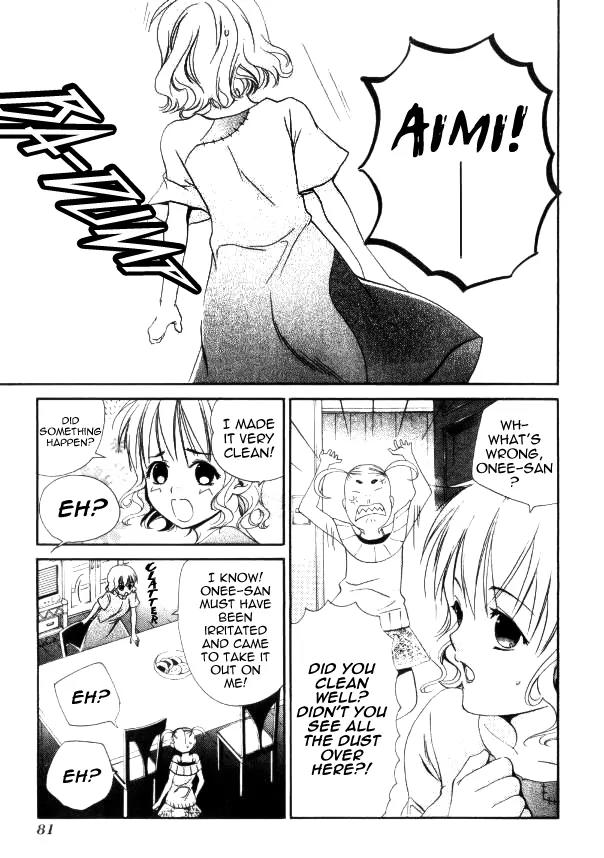 AIMI!
BA-DUMP
WH-
WHAT'S
WRONG,
ONEE-SAN
?
DID YOU
CLEAN
WELL?
DIDN'T YOU
SEE ALL
THE DUST
OVER
HERE?!
I MADE
IT VERY
CLEAN!
DID
SOMETHING
HAPPEN?
EH?
CLATTER
I KNOW!
ONEE-SAN
MUST HAVE
BEEN
IRRITATED
AND CAME
TO TAKE IT
OUT ON
ME!
EH?
EH?
81